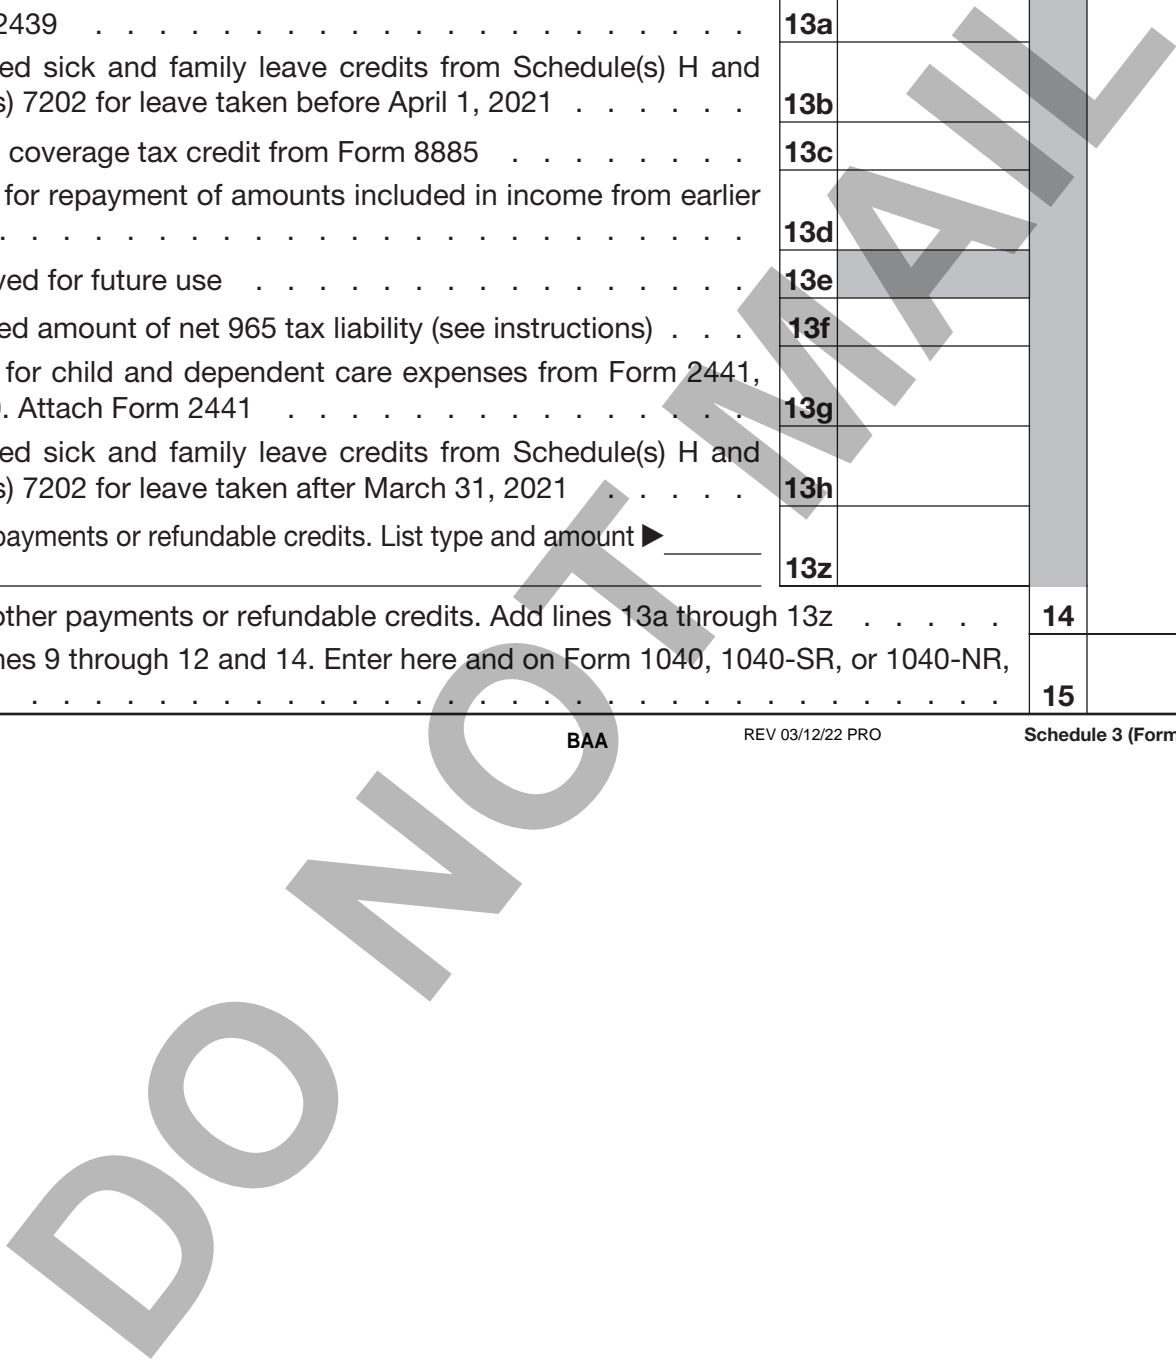 2439 . . . . . . . . . . . . . . . . . . . . 13a
ed sick and family leave credits from Schedule(s) H and
s) 7202 for leave taken before April 1, 2021 . . . . . . 13b
coverage tax credit from Form 8885 . . . . . . . . 13c
for repayment of amounts included in income from earlier
. . . . . . . . . . . . . . . . . . . . . . . . 13d
ved for future use . . . . . . . . . . . . . . . . 13e
ed amount of net 965 tax liability (see instructions) . . . 13f
for child and dependent care expenses from Form 2441,
. Attach Form 2441 . . . . . . . . . . . . . . . 13g
ed sick and family leave credits from Schedule(s) H and
s) 7202 for leave taken after March 31, 2021 . . . . . 13h
payments or refundable credits. List type and amount ▶
13z
other payments or refundable credits. Add lines 13a through 13z . . . . . 14
nes 9 through 12 and 14. Enter here and on Form 1040, 1040-SR, or 1040-NR,
. . . . . . . . . . . . . . . . . . . . . . . . . . . . . . . 15
BAA REV 03/12/22 PRO Schedule 3 (Form
DO NOT MAIL